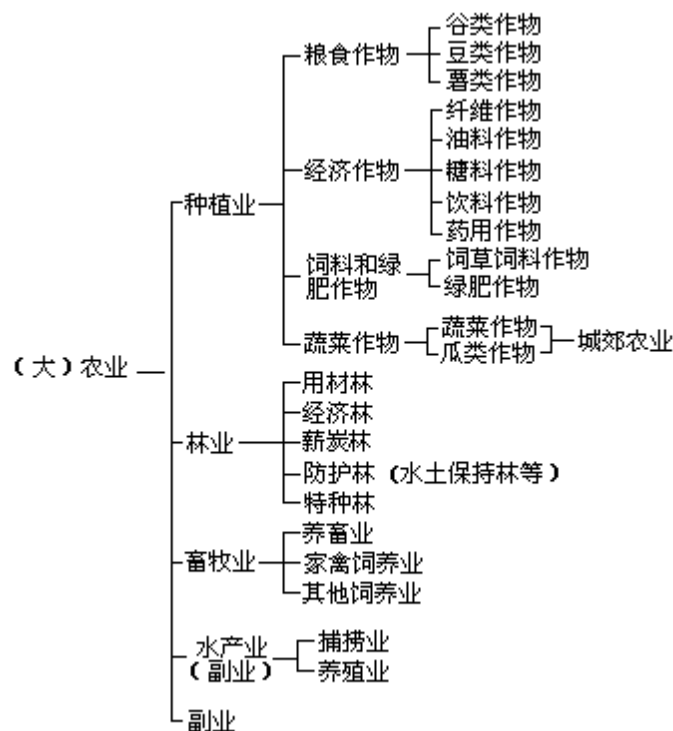 谷类作物
粮食作物
豆类作物
薯类作物
纤维作物
油料作物
经济作物
糖料作物
种植业
饮料作物
药用作物
饲料和绿
肥作物
饲草饲料作物
绿肥作物
蔬菜作物
蔬菜作物
瓜类作物
城郊农业
（大）农业
用材林
经济林
林业
薪炭林
防护林（水土保持林等）
特种林
养畜业
畜牧业
家禽饲养业
其他饲养业
水产业
（副业）
捕捞业
养殖业
副业